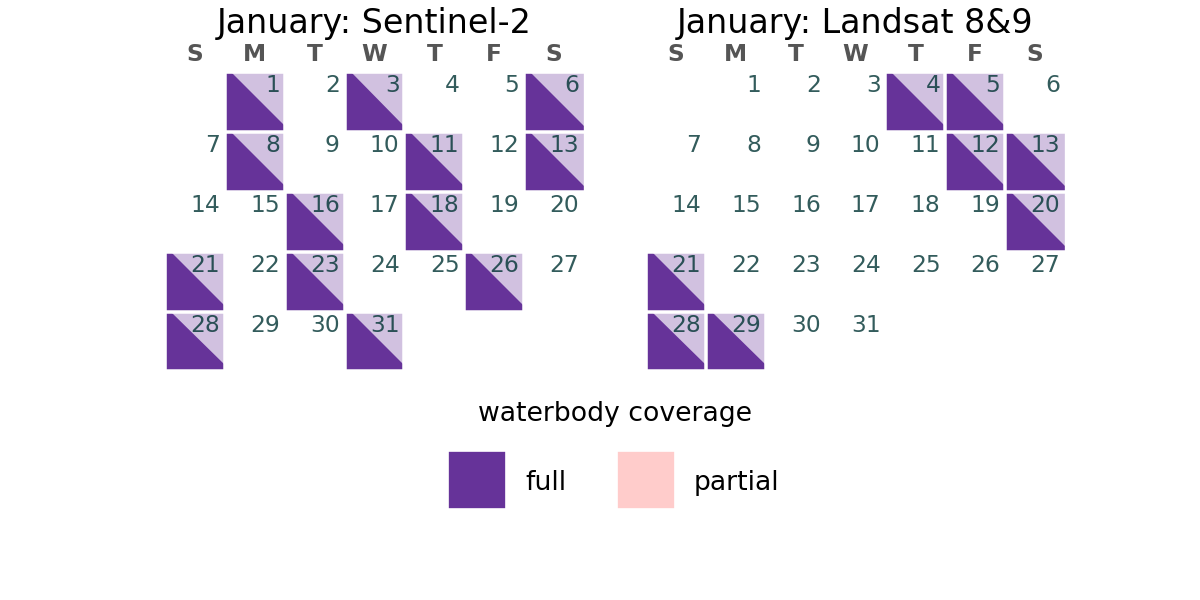 January: Sentinel-2
S M T W T F S
1 2 3 4 5 6
7 8 9 10 11 12 13
14 15 16 17 18 19 20
21 22 23 24 25 26 27
28 29 30 31
January: Landsat 8&9
S M T W T F S
1 2 3 4 5 6
7 8 9 10 11 12 13
14 15 16 17 18 19 20
21 22 23 24 25 26 27
28 29 30 31
waterbody coverage
full partial